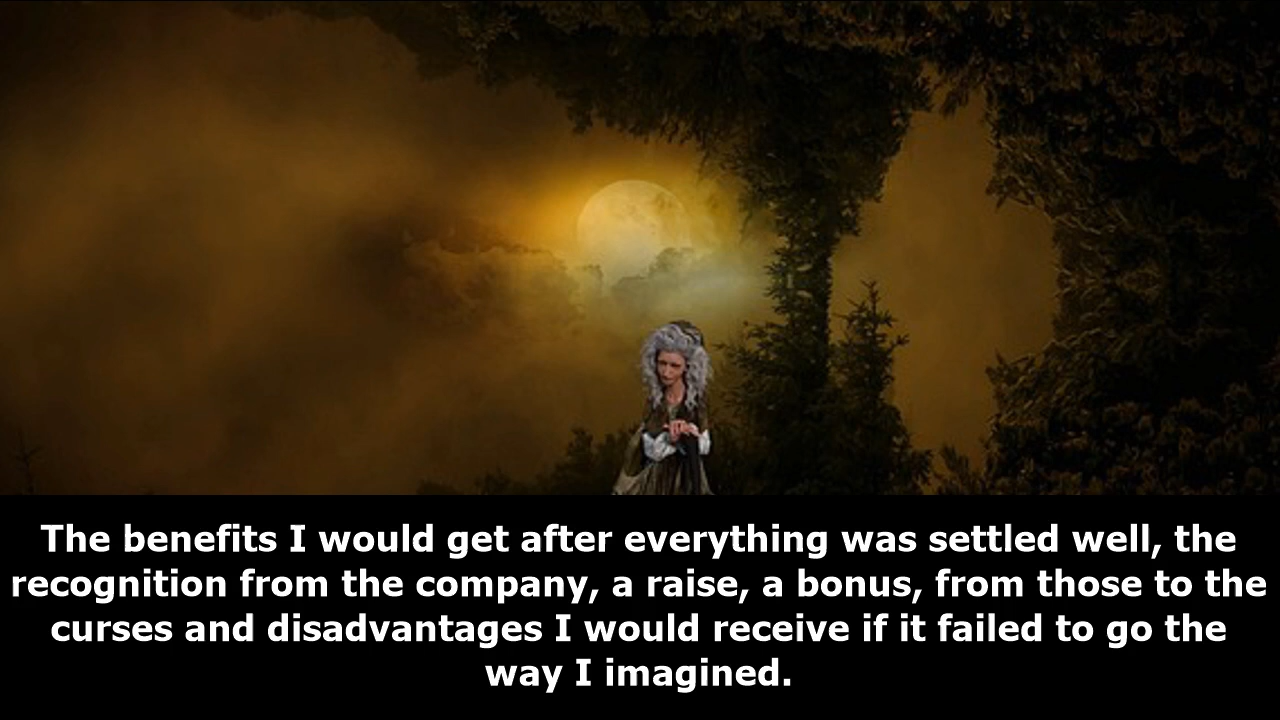 The benefits I would get after everything was settled well, the
recognition from the company, a raise, a bonus, from those to the
curses and disadvantages I would receive if it failed to go the
way I imagined.